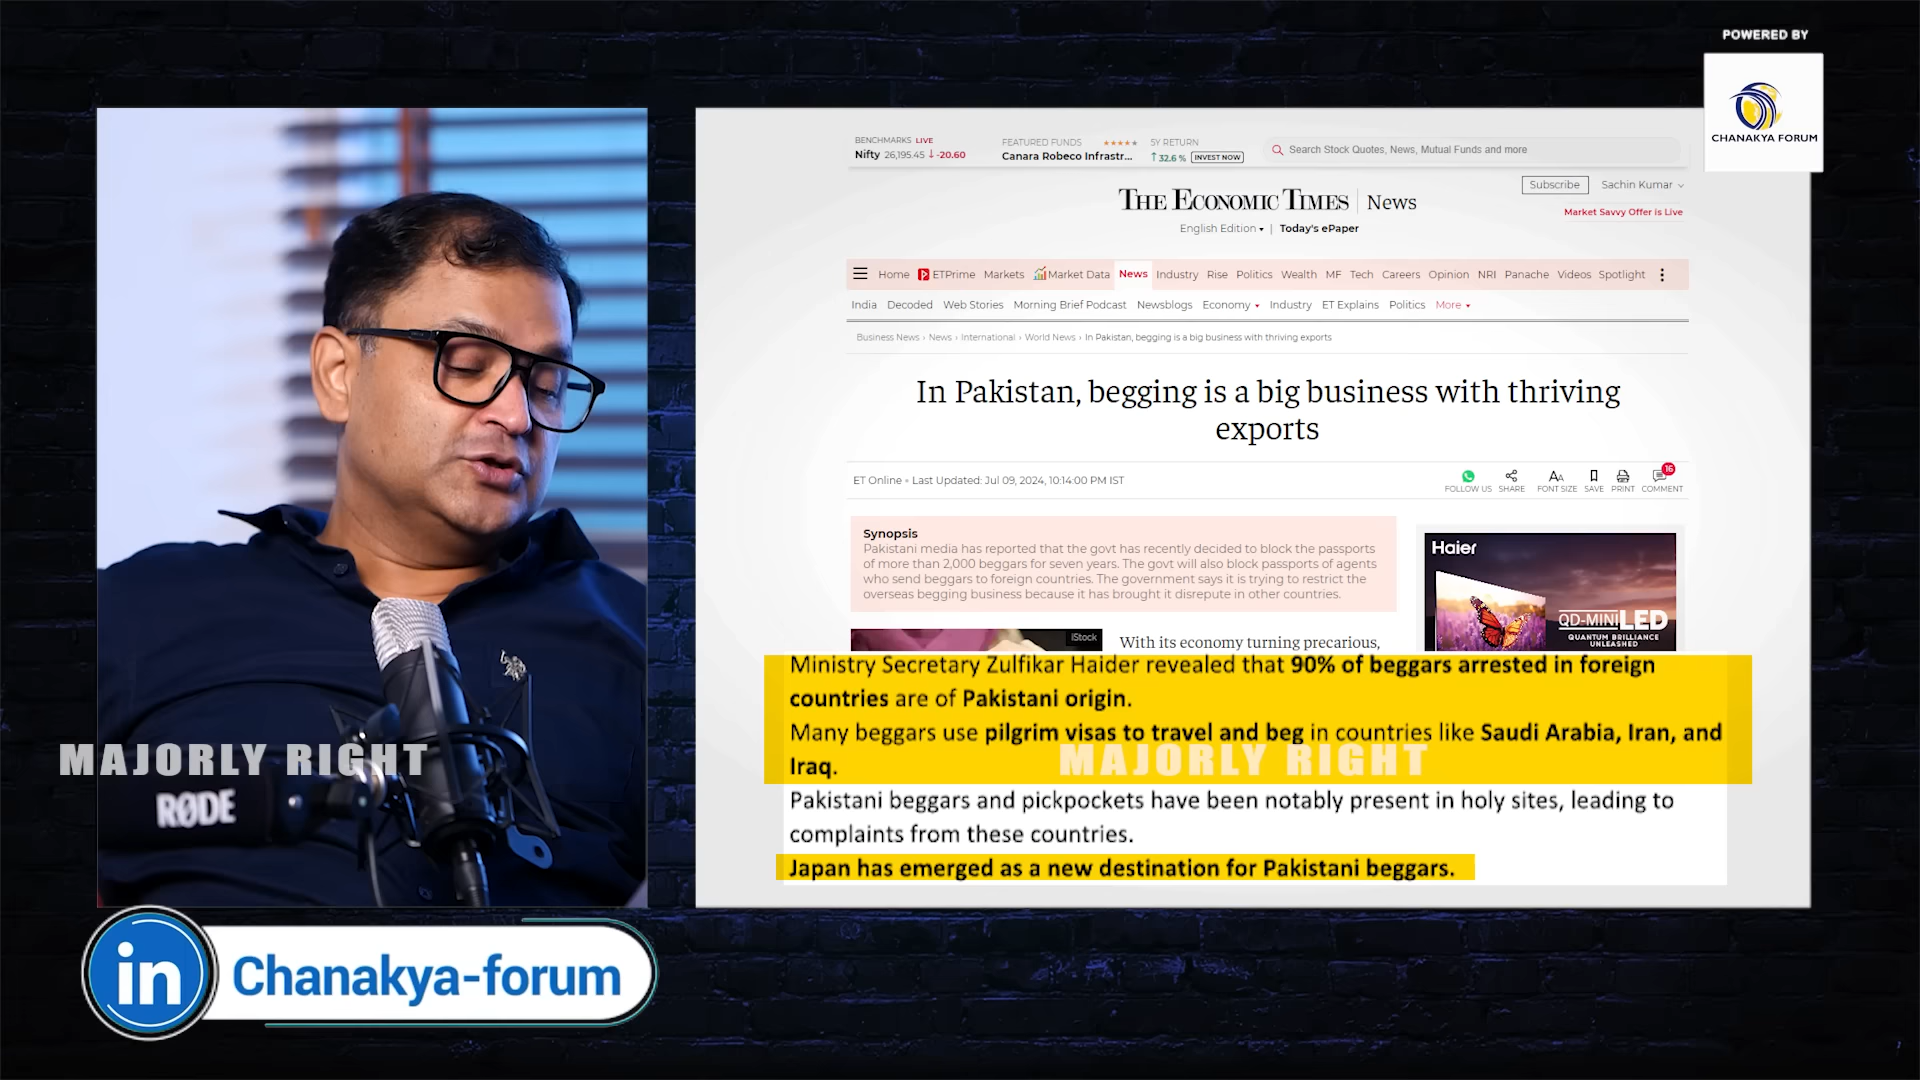 POWERED BY
CHANAKYA FORUM
BENCHMARKS LIVE
Nifty 26,195.45 ↓ -20.60
FEATURED FUNDS ★★★★★
Canara Robeco Infrastr...
5Y RETURN
↑ 32.6 % INVEST NOW
Search Stock Quotes, News, Mutual Funds and more
THE ECONOMIC TIMES | News
Subscribe Sachin Kumar
Market Savvy Offer is Live
English Edition | Today's ePaper
Home ETPrime Markets Market Data News Industry Rise Politics Wealth MF Tech Careers Opinion NRI Panache Videos Spotlight
India Decoded Web Stories Morning Brief Podcast Newsblogs Economy Industry ET Explains Politics More
Business News › News › International › World News › In Pakistan, begging is a big business with thriving exports
In Pakistan, begging is a big business with thriving
exports
ET Online • Last Updated: Jul 09, 2024, 10:14:00 PM IST
FOLLOW US SHARE FONT SIZE SAVE PRINT COMMENT
16
Synopsis
Pakistani media has reported that the govt has recently decided to block the passports
of more than 2,000 beggars for seven years. The govt will also block passports of agents
who send beggars to foreign countries. The government says it is trying to restrict the
overseas begging business because it has brought it disrepute in other countries.
Haier
QD-MINI LED
QUANTUM BRILLIANCE
UNLEASHED
iStock
With its economy turning precarious,
Ministry Secretary Zulfikar Haider revealed that 90% of beggars arrested in foreign
countries are of Pakistani origin.
Many beggars use pilgrim visas to travel and beg in countries like Saudi Arabia, Iran, and
Iraq.
Pakistani beggars and pickpockets have been notably present in holy sites, leading to
complaints from these countries.
Japan has emerged as a new destination for Pakistani beggars.
MAJORLY RIGHT
MAJORLY RIGHT
RØDE
in Chanakya-forum